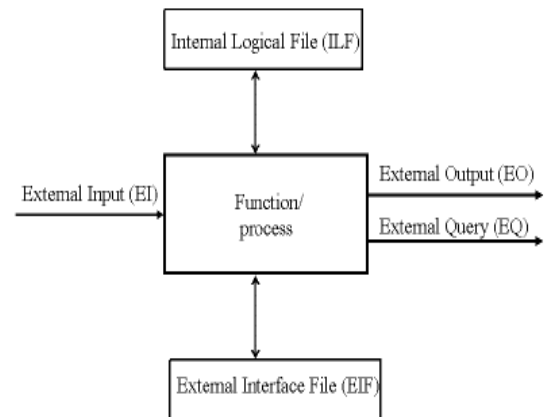 Internal Logical File (ILF)
External Input (EI)
Function/
process
External Output (EO)
External Query (EQ)
External Interface File (EIF)